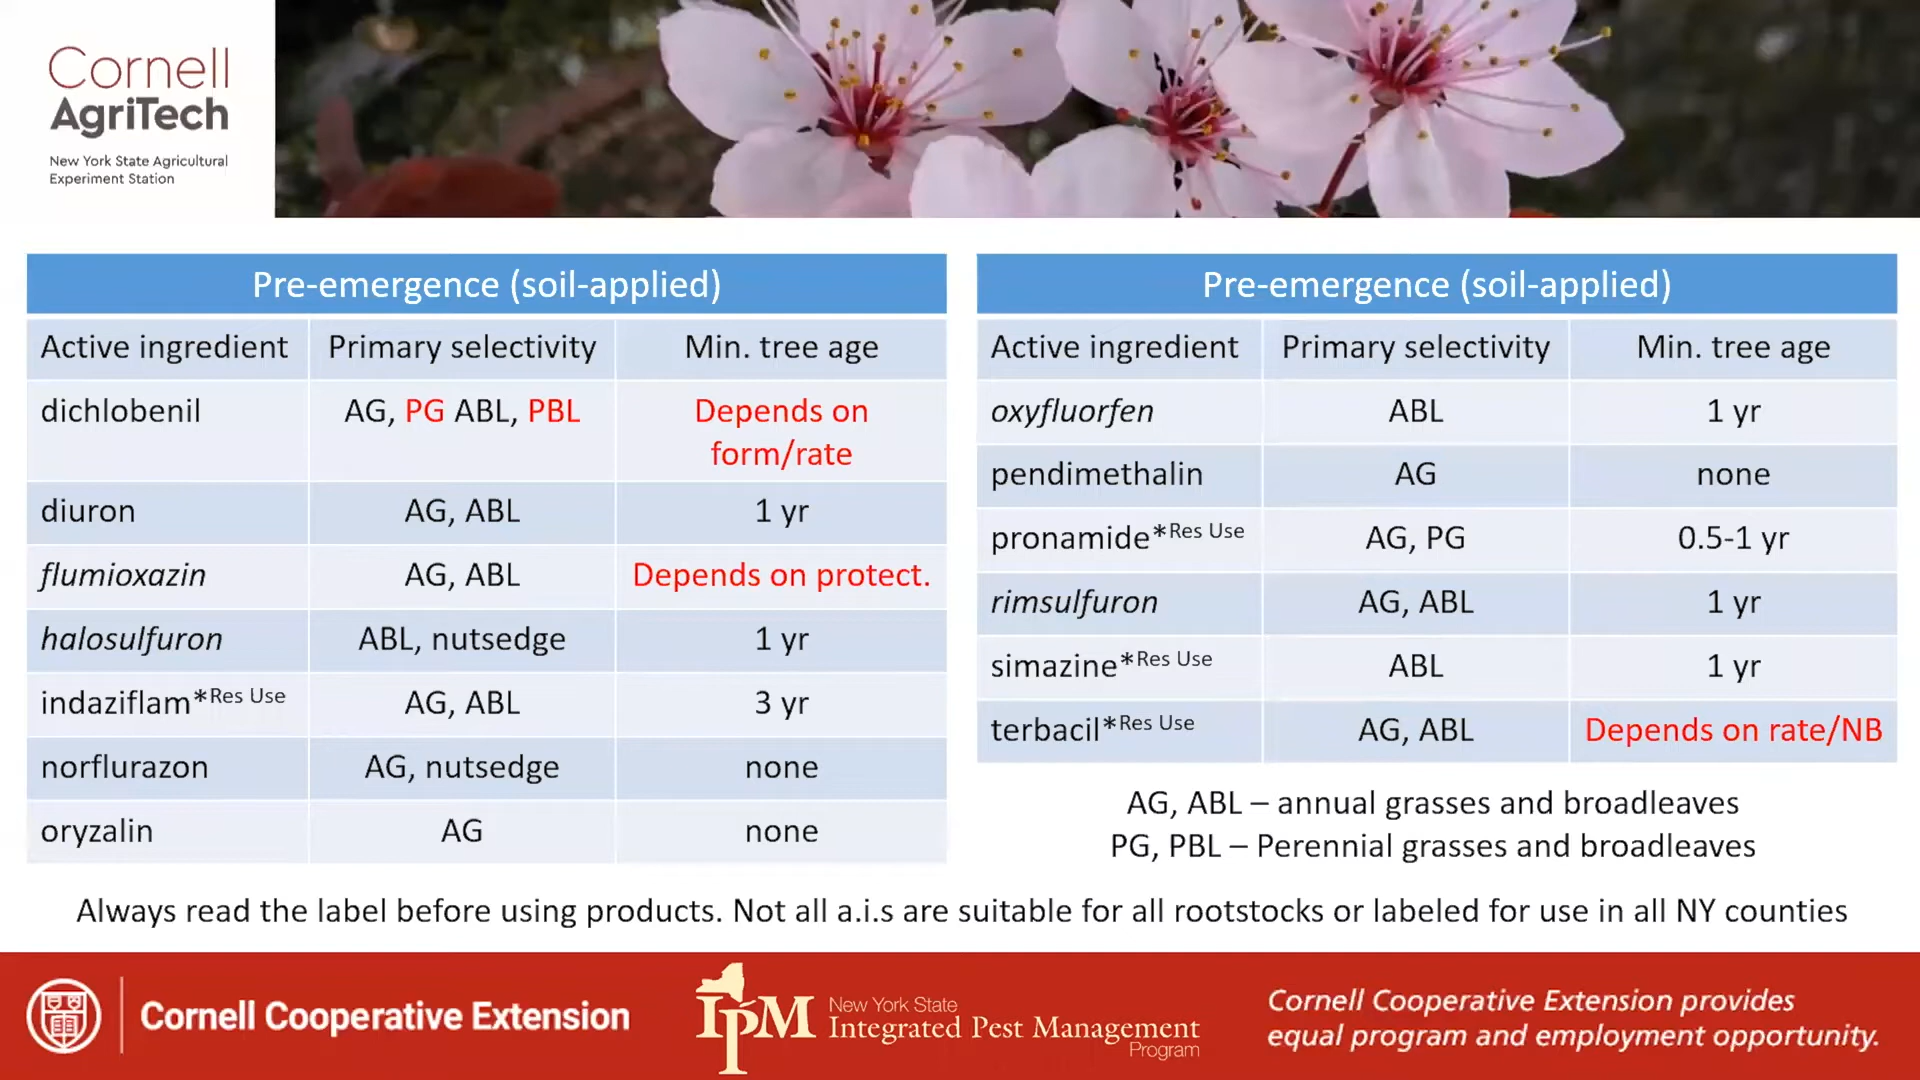 Cornell
AgriTech
New York State Agricultural
Experiment Station
Pre-emergence (soil-applied)
Active ingredient Primary selectivity Min. tree age
dichlobenil AG, PG ABL, PBL Depends on
form/rate
diuron AG, ABL 1 yr
flumioxazin AG, ABL Depends on protect.
halosulfuron ABL, nutsedge 1 yr
indaziflam*Res Use AG, ABL 3 yr
norflurazon AG, nutsedge none
oryzalin AG none
Pre-emergence (soil-applied)
Active ingredient Primary selectivity Min. tree age
oxyfluorfen ABL 1 yr
pendimethalin AG none
pronamide*Res Use AG, PG 0.5-1 yr
rimsulfuron AG, ABL 1 yr
simazine*Res Use ABL 1 yr
terbacil*Res Use AG, ABL Depends on rate/NB
AG, ABL – annual grasses and broadleaves
PG, PBL – Perennial grasses and broadleaves
Always read the label before using products. Not all a.i.s are suitable for all rootstocks or labeled for use in all NY counties
Cornell Cooperative Extension
IPM
New York State
Integrated Pest Management
Program
Cornell Cooperative Extension provides
equal program and employment opportunity.